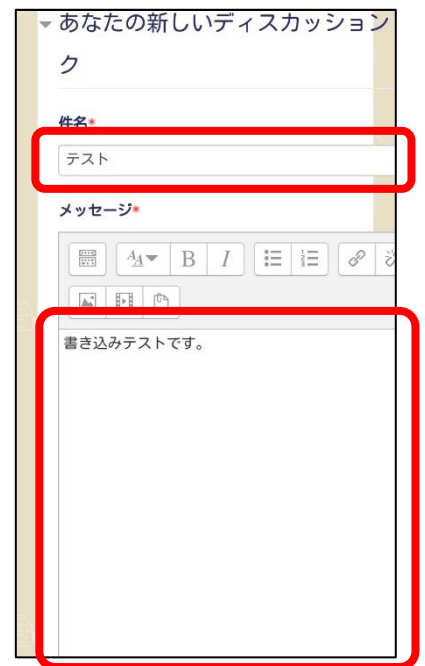 あなたの新しいディスカッション
ク
件名*
テスト
メッセージ*
B I
書き込みテストです。